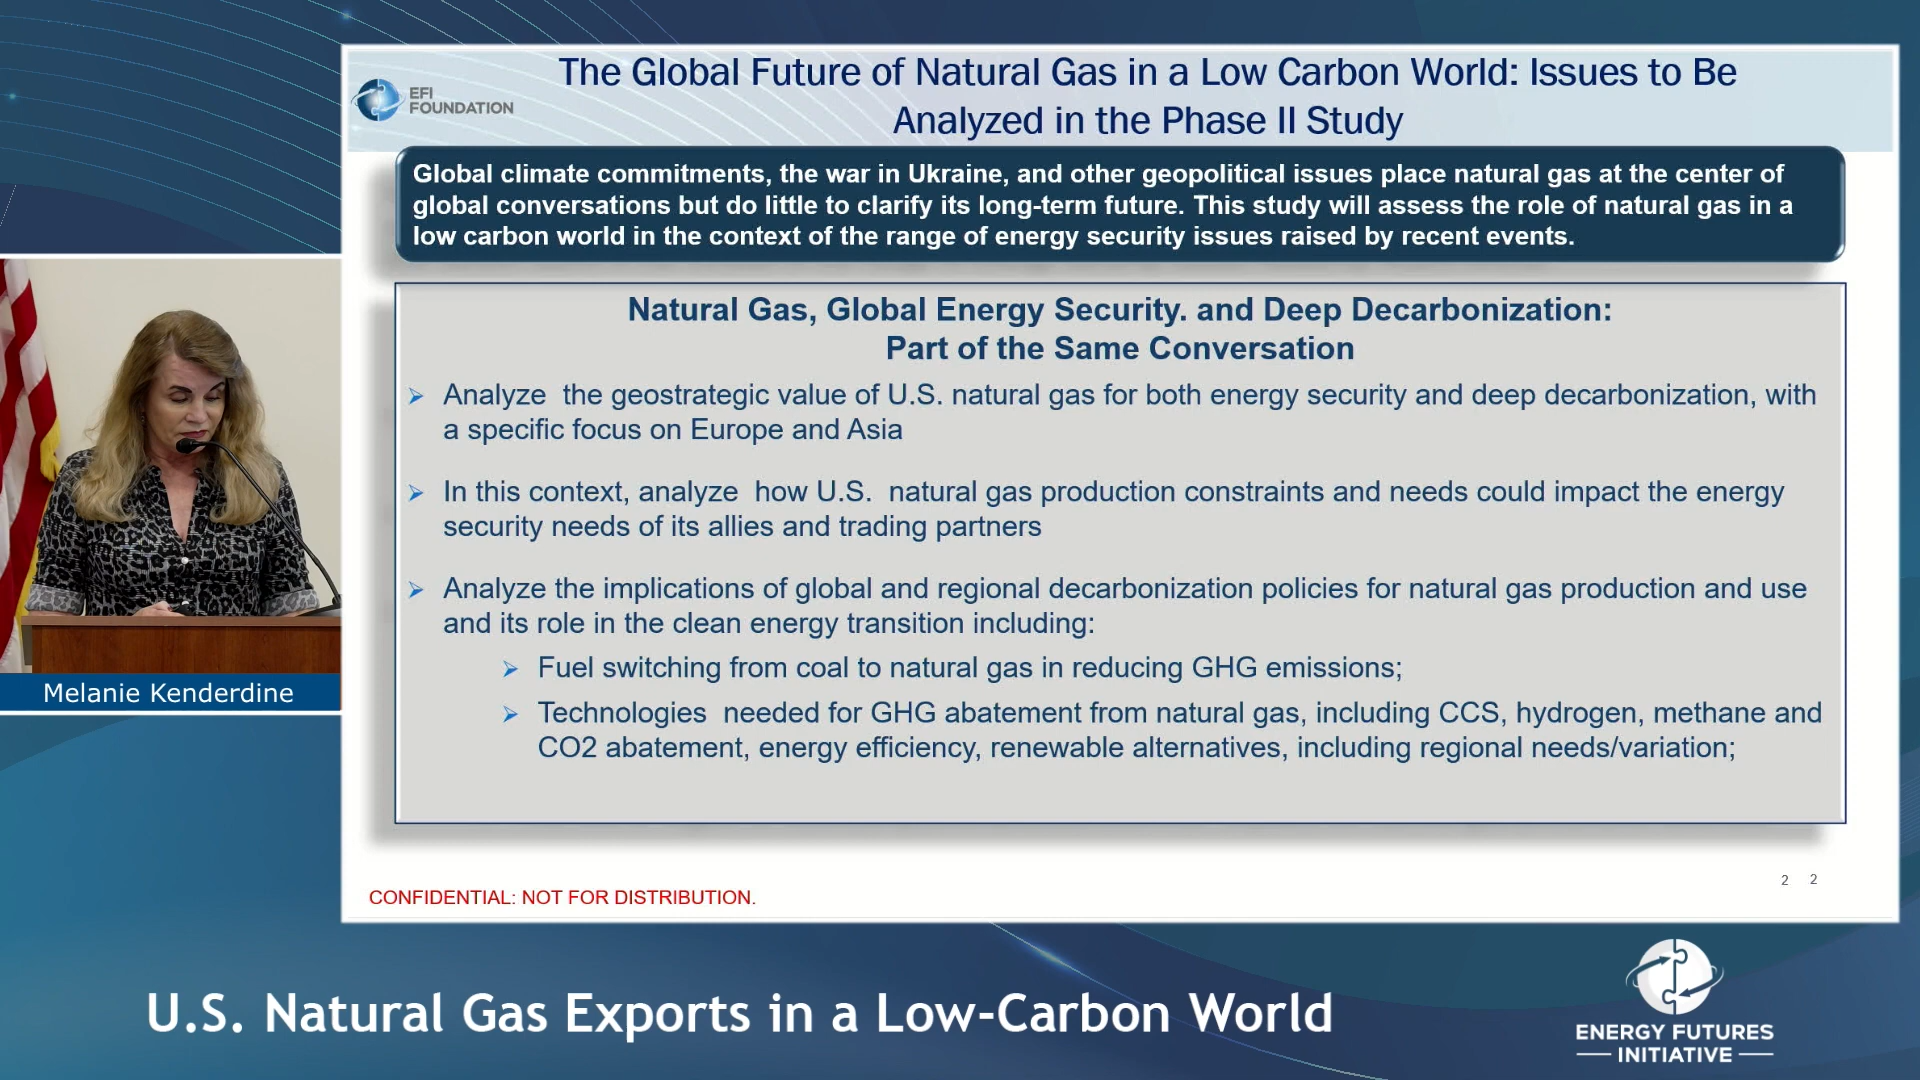 EFI
FOUNDATION
The Global Future of Natural Gas in a Low Carbon World: Issues to Be
Analyzed in the Phase II Study
Global climate commitments, the war in Ukraine, and other geopolitical issues place natural gas at the center of
global conversations but do little to clarify its long-term future. This study will assess the role of natural gas in a
low carbon world in the context of the range of energy security issues raised by recent events.
Natural Gas, Global Energy Security. and Deep Decarbonization:
Part of the Same Conversation
Analyze the geostrategic value of U.S. natural gas for both energy security and deep decarbonization, with
a specific focus on Europe and Asia
In this context, analyze how U.S. natural gas production constraints and needs could impact the energy
security needs of its allies and trading partners
Analyze the implications of global and regional decarbonization policies for natural gas production and use
and its role in the clean energy transition including:
Fuel switching from coal to natural gas in reducing GHG emissions;
Technologies needed for GHG abatement from natural gas, including CCS, hydrogen, methane and
CO2 abatement, energy efficiency, renewable alternatives, including regional needs/variation;
2 2
CONFIDENTIAL: NOT FOR DISTRIBUTION.
Melanie Kenderdine
U.S. Natural Gas Exports in a Low-Carbon World
ENERGY FUTURES
INITIATIVE